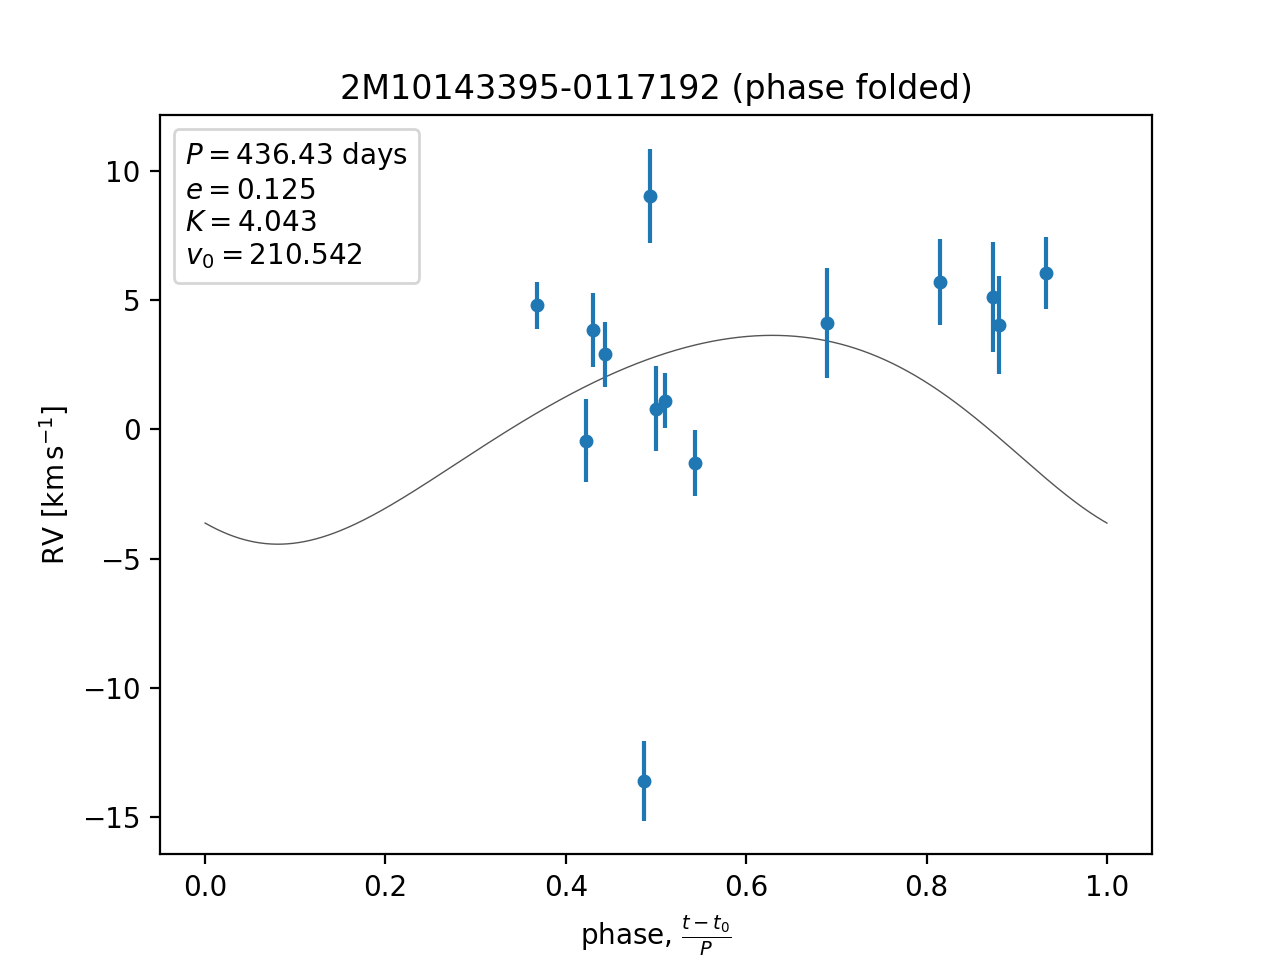 2M10143395-0117192 (phase folded)
P = 436.43 days
e = 0.125
K = 4.043
v₀ = 210.542
10
5
0
−5
−10
−15
RV [km s⁻¹]
0.0 0.2 0.4 0.6 0.8 1.0
phase, (t − t₀)/P